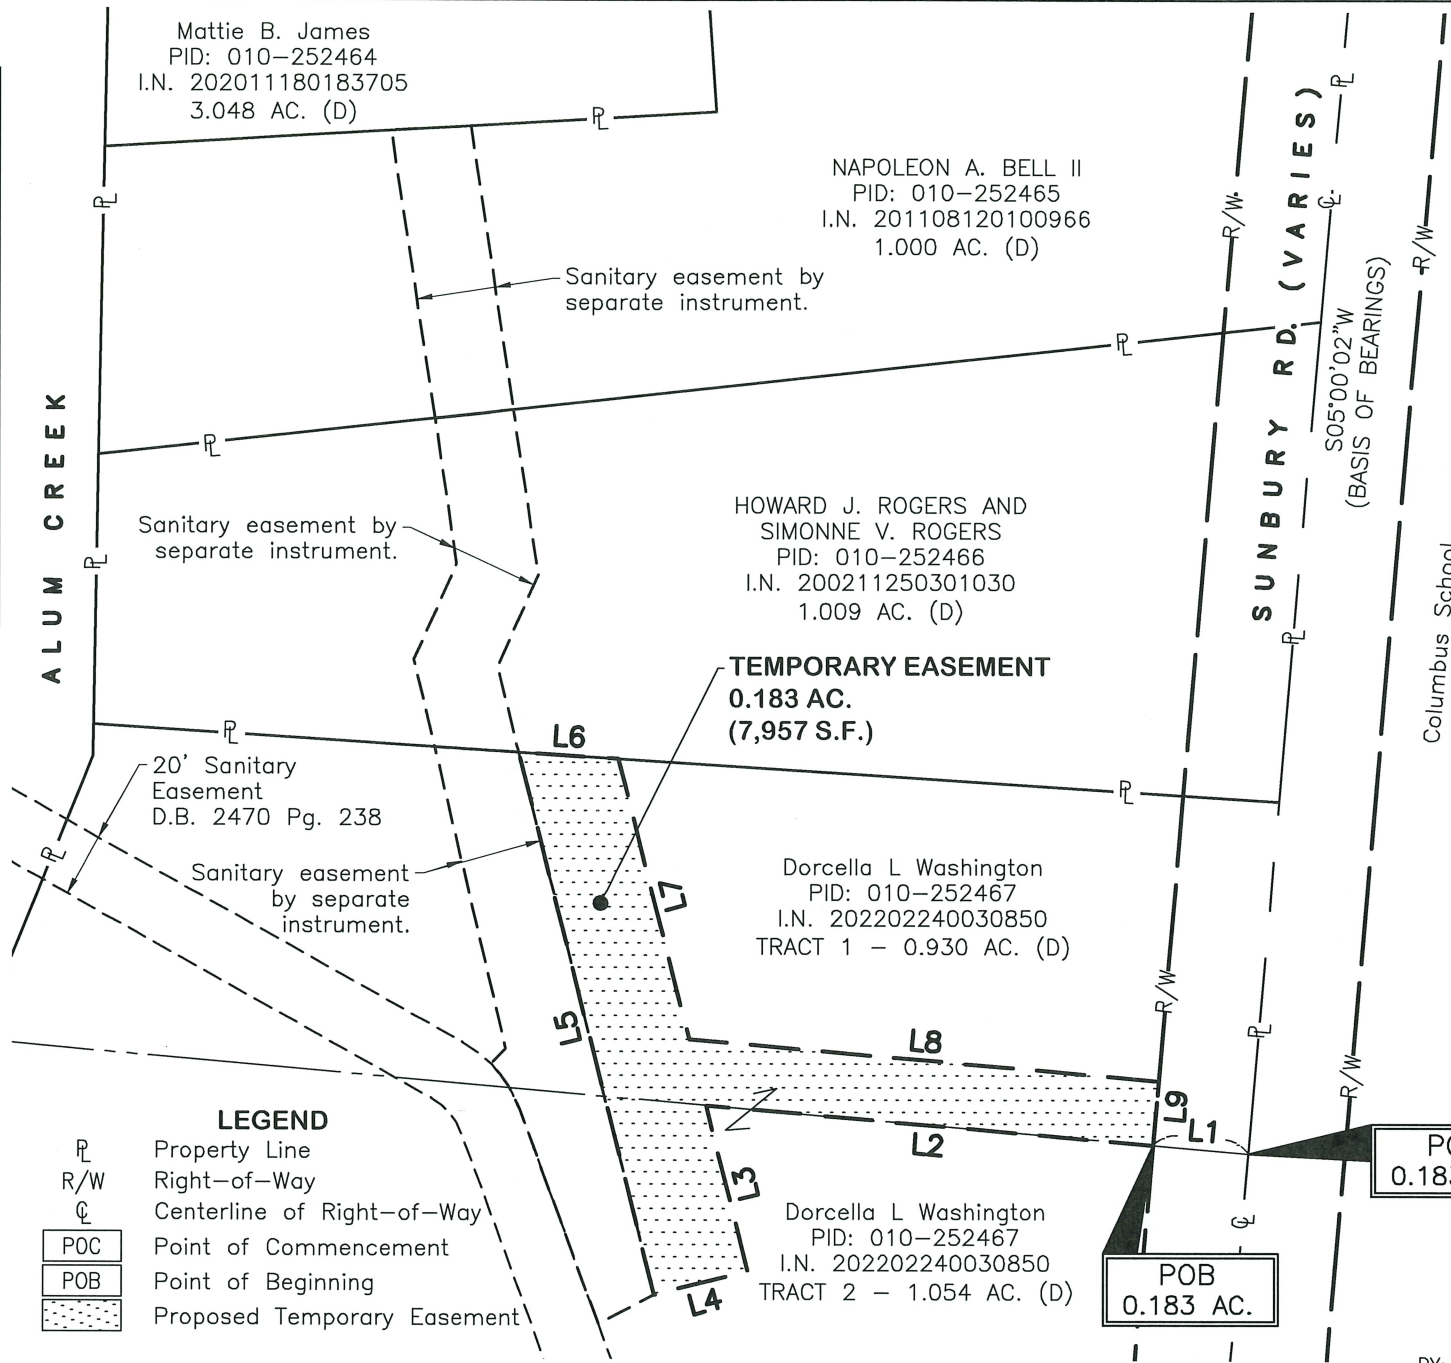 Mattie B. James
PID: 010-252464
I.N. 202011180183705
3.048 AC. (D)
NAPOLEON A. BELL II
PID: 010-252465
I.N. 201108120100966
1.000 AC. (D)
Sanitary easement by
separate instrument.
ALUM CREEK
SUNBURY RD. (VARIES)
S05°00'02"W
(BASIS OF BEARINGS)
R/W
R/W
℄
Columbus School
Sanitary easement by
separate instrument.
HOWARD J. ROGERS AND
SIMONNE V. ROGERS
PID: 010-252466
I.N. 200211250301030
1.009 AC. (D)
TEMPORARY EASEMENT
0.183 AC.
(7,957 S.F.)
L6
20' Sanitary
Easement
D.B. 2470 Pg. 238
Sanitary easement
by separate
instrument.
Dorcella L Washington
PID: 010-252467
I.N. 202202240030850
TRACT 1 - 0.930 AC. (D)
L7
L5
L8
R/W
R/W
L9
L1
L2
L3
L4
Dorcella L Washington
PID: 010-252467
I.N. 202202240030850
TRACT 2 - 1.054 AC. (D)
℄
POB
0.183 AC.
LEGEND
⅊ Property Line
R/W Right-of-Way
℄ Centerline of Right-of-Way
POC Point of Commencement
POB Point of Beginning
Proposed Temporary Easement